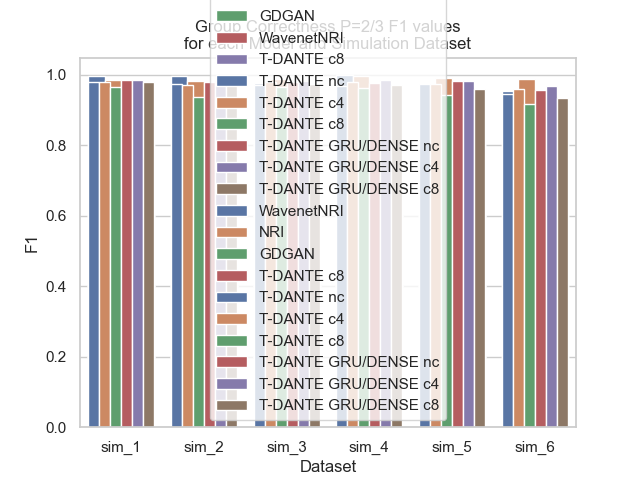 Group Correctness P=2/3 F1 values
for each Model and Simulation Dataset
GDGAN
WavenetNRI
T-DANTE c8
T-DANTE nc
T-DANTE c4
T-DANTE c8
T-DANTE GRU/DENSE nc
T-DANTE GRU/DENSE c4
T-DANTE GRU/DENSE c8
WavenetNRI
NRI
GDGAN
T-DANTE c8
T-DANTE nc
T-DANTE c4
T-DANTE c8
T-DANTE GRU/DENSE nc
T-DANTE GRU/DENSE c4
T-DANTE GRU/DENSE c8
1.0
0.8
0.6
0.4
0.2
0.0
F1
sim_1
sim_2
sim_3
sim_4
sim_5
sim_6
Dataset